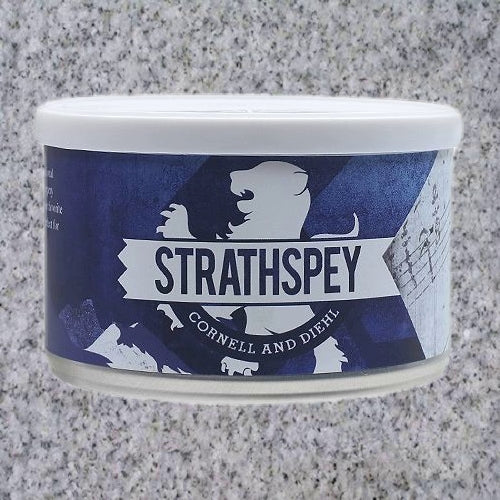 STRATHSPEY
CORNELL AND DIEHL